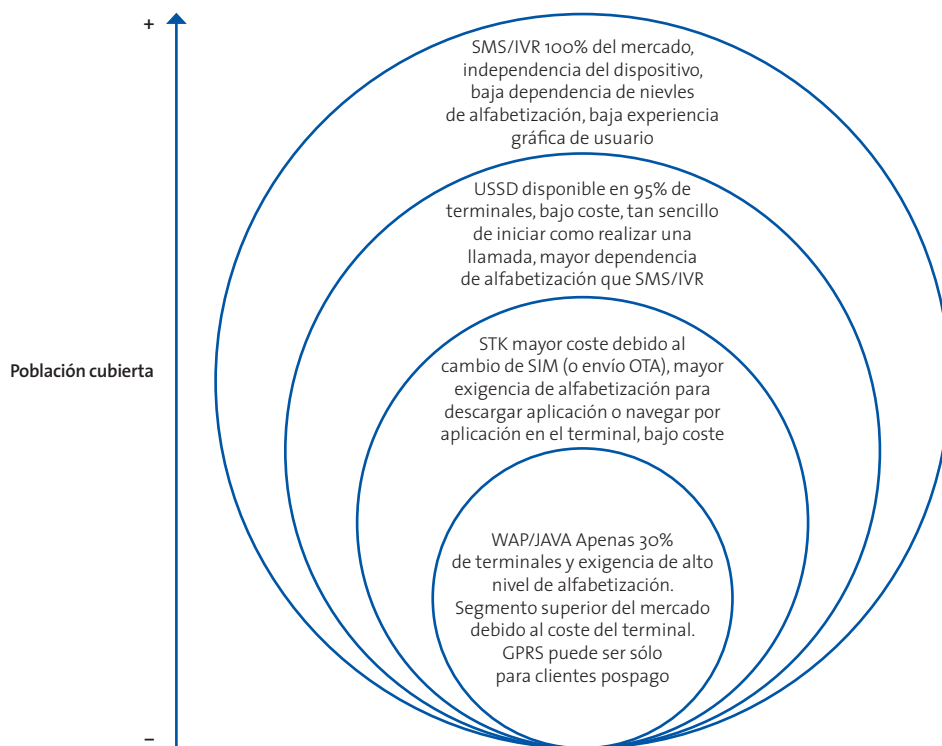 +
SMS/IVR 100% del mercado,
independencia del dispositivo,
baja dependencia de nievles
de alfabetización, baja experiencia
gráfica de usuario
USSD disponible en 95% de
terminales, bajo coste, tan sencillo
de iniciar como realizar una
llamada, mayor dependencia
de alfabetización que SMS/IVR
STK mayor coste debido al
cambio de SIM (o envío OTA), mayor
exigencia de alfabetización para
descargar aplicación o navegar por
aplicación en el terminal, bajo coste
Población cubierta
WAP/JAVA Apenas 30%
de terminales y exigencia de alto
nivel de alfabetización.
Segmento superior del mercado
debido al coste del terminal.
GPRS puede ser sólo
para clientes pospago
–